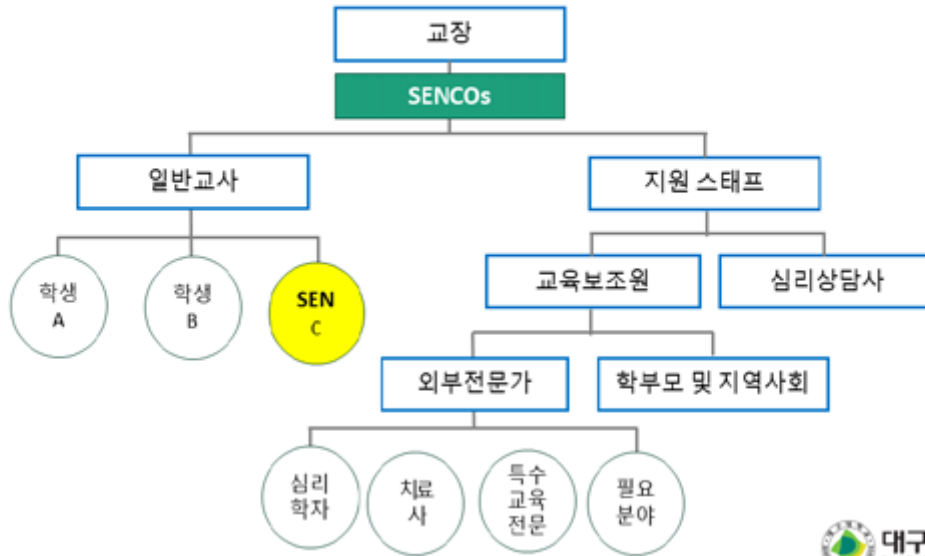 교장
SENCOs
일반교사
지원 스태프
학생
A
학생
B
SEN
C
교육보조원
심리상담사
외부전문가
학부모 및 지역사회
심리
학자
치료
사
특수
교육
전문
필요
분야
대구